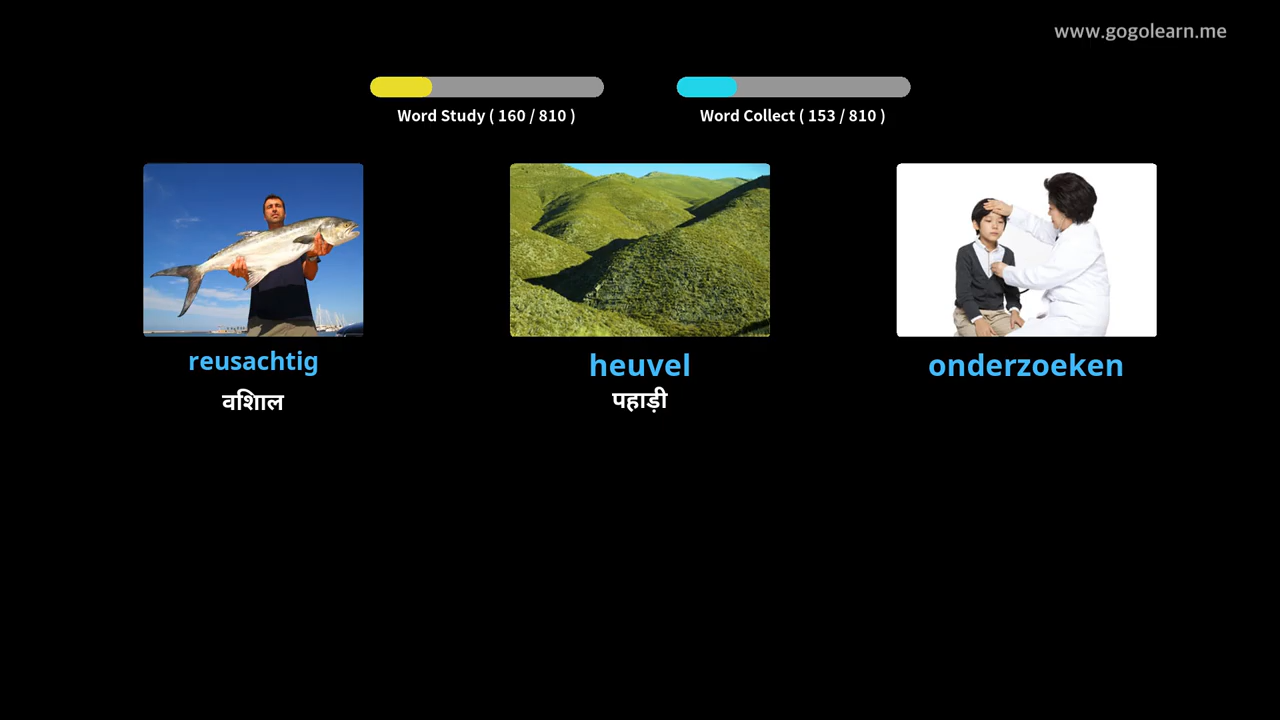 www.gogolearn.me
Word Study ( 160 / 810 )
Word Collect ( 153 / 810 )
reusachtig
heuvel
onderzoeken
वशिाल
पहाड़ी